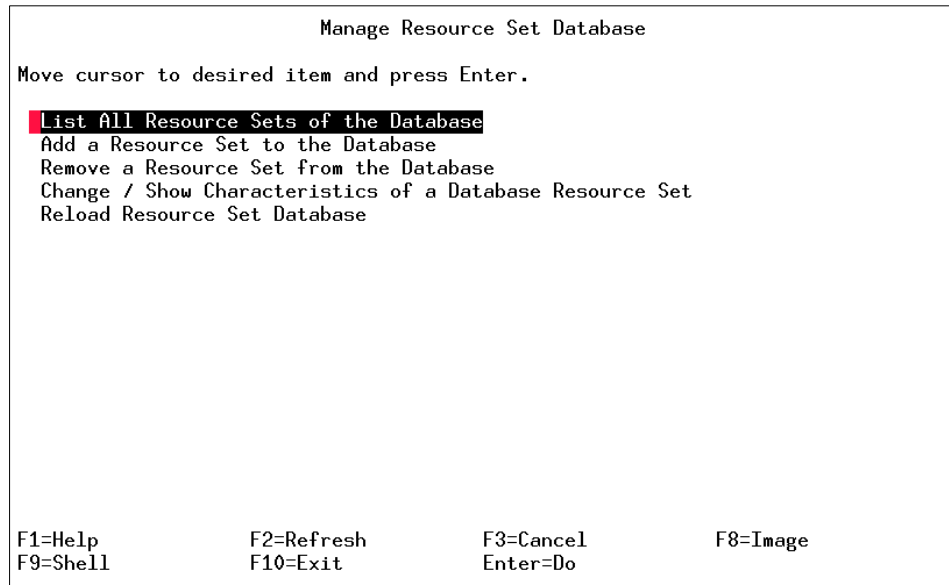 Manage Resource Set Database
Move cursor to desired item and press Enter.
List All Resource Sets of the Database
Add a Resource Set to the Database
Remove a Resource Set from the Database
Change / Show Characteristics of a Database Resource Set
Reload Resource Set Database
F1=Help F2=Refresh F3=Cancel F8=Image
F9=Shell F10=Exit Enter=Do